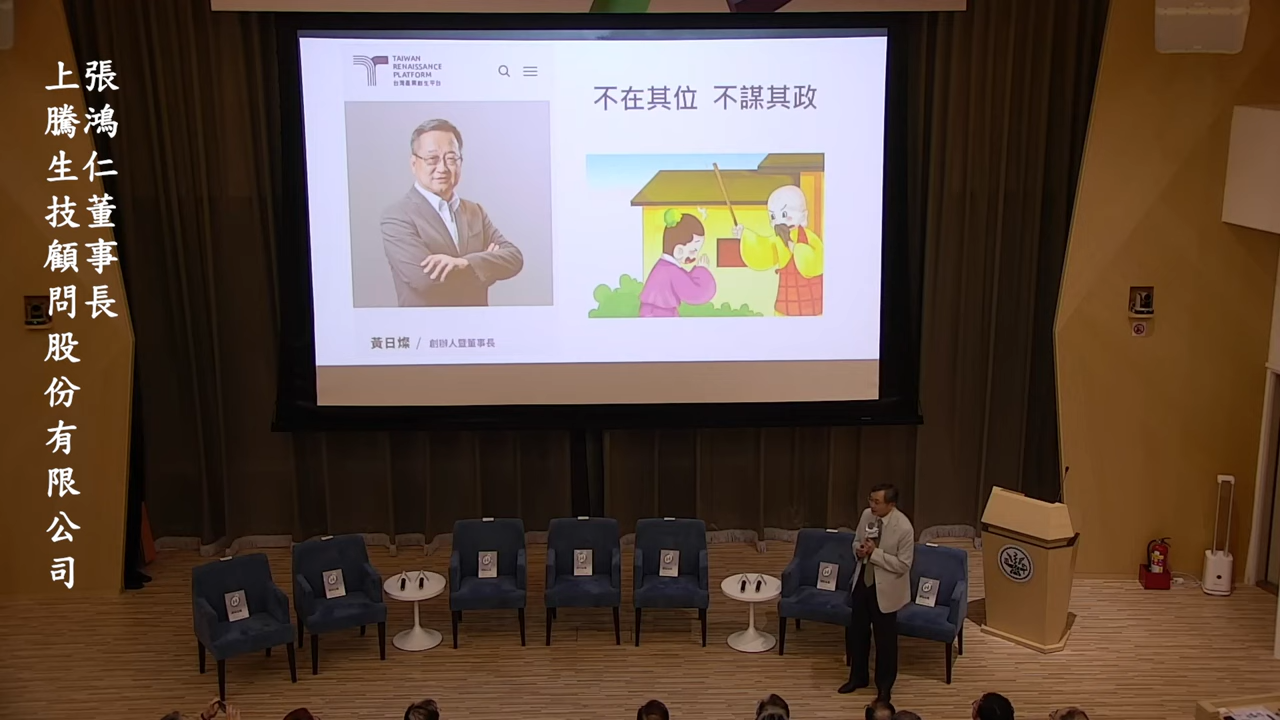 張鴻仁董事長
上騰生技顧問股份有限公司
TAIWAN
RENAISSANCE
PLATFORM
台灣產業創生平台
不在其位 不謀其政
黃日燦 / 創辦人暨董事長